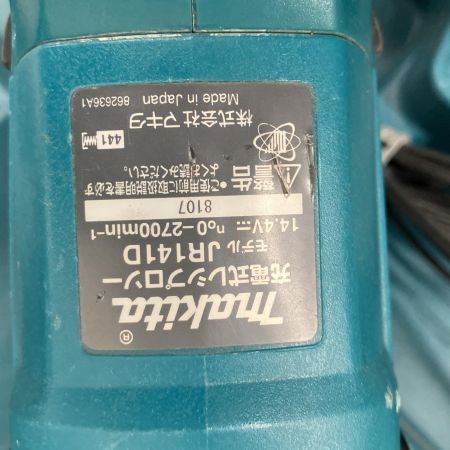 makita®
充電式レシプロソー
モデル JR141D
14.4V⎓ n₀0-2700min⁻¹
8107
⚠警告 ●ご使用前に取扱説明書を必ず
よくお読みください。
441
株式会社マキタ
Made in Japan 862636A1